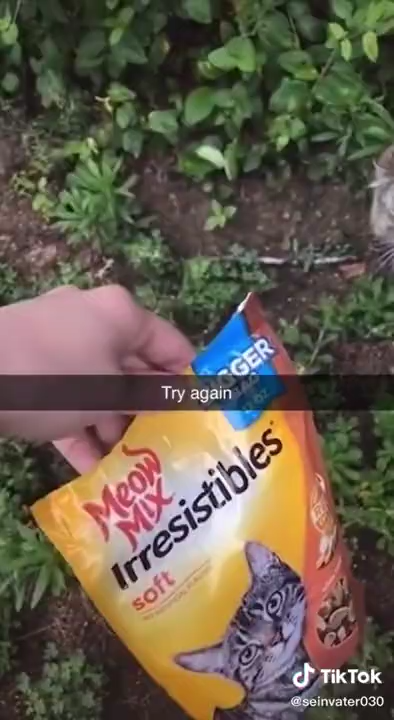 Try again
Meow
Mix
Irresistibles
soft
TikTok
@seinvater030